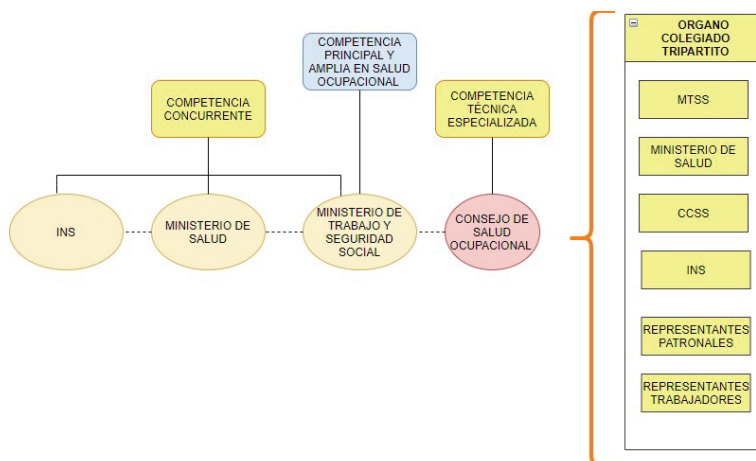 COMPETENCIA
PRINCIPAL Y
AMPLIA EN SALUD
OCUPACIONAL
COMPETENCIA
CONCURRENTE
COMPETENCIA
TÉCNICA
ESPECIALIZADA
INS
MINISTERIO DE
SALUD
MINISTERIO DE
TRABAJO Y
SEGURIDAD
SOCIAL
CONSEJO DE
SALUD
OCUPACIONAL
ORGANO
COLEGIADO
TRIPARTITO
MTSS
MINISTERIO DE
SALUD
CCSS
INS
REPRESENTANTES
PATRONALES
REPRESENTANTES
TRABAJADORES